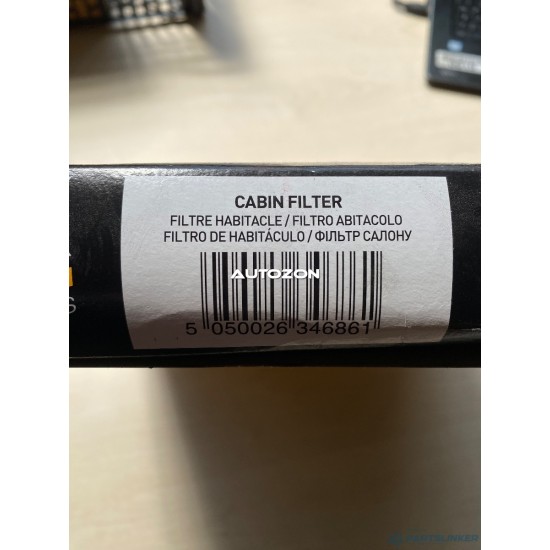 CABIN FILTER
FILTRE HABITACLE / FILTRO ABITACOLO
FILTRO DE HABITÁCULO / ФІЛЬТР САЛОНУ
AUTOZON
5 050026 346861
S